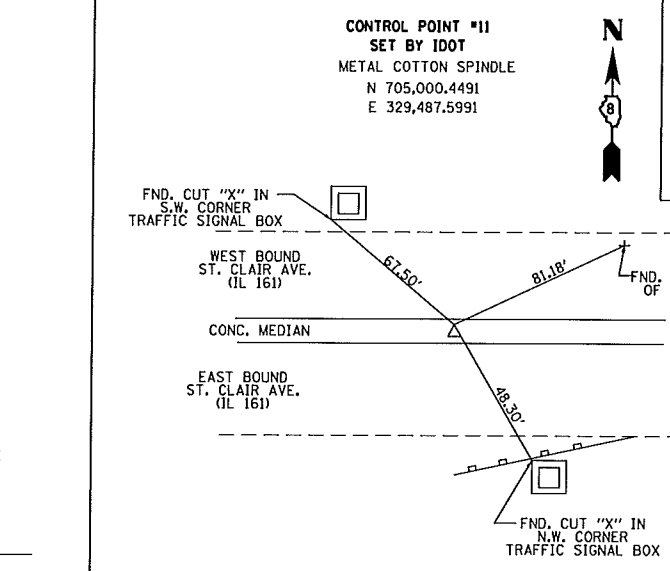 CONTROL POINT #11
SET BY IDOT
METAL COTTON SPINDLE
N 705,000.4491
E 329,487.5991
N
8
FND. CUT "X" IN
S.W. CORNER
TRAFFIC SIGNAL BOX
WEST BOUND
ST. CLAIR AVE.
(IL 161)
67.50'
81.18'
FND.
OF
CONC. MEDIAN
EAST BOUND
ST. CLAIR AVE.
(IL 161)
48.30'
FND. CUT "X" IN
N.W. CORNER
TRAFFIC SIGNAL BOX